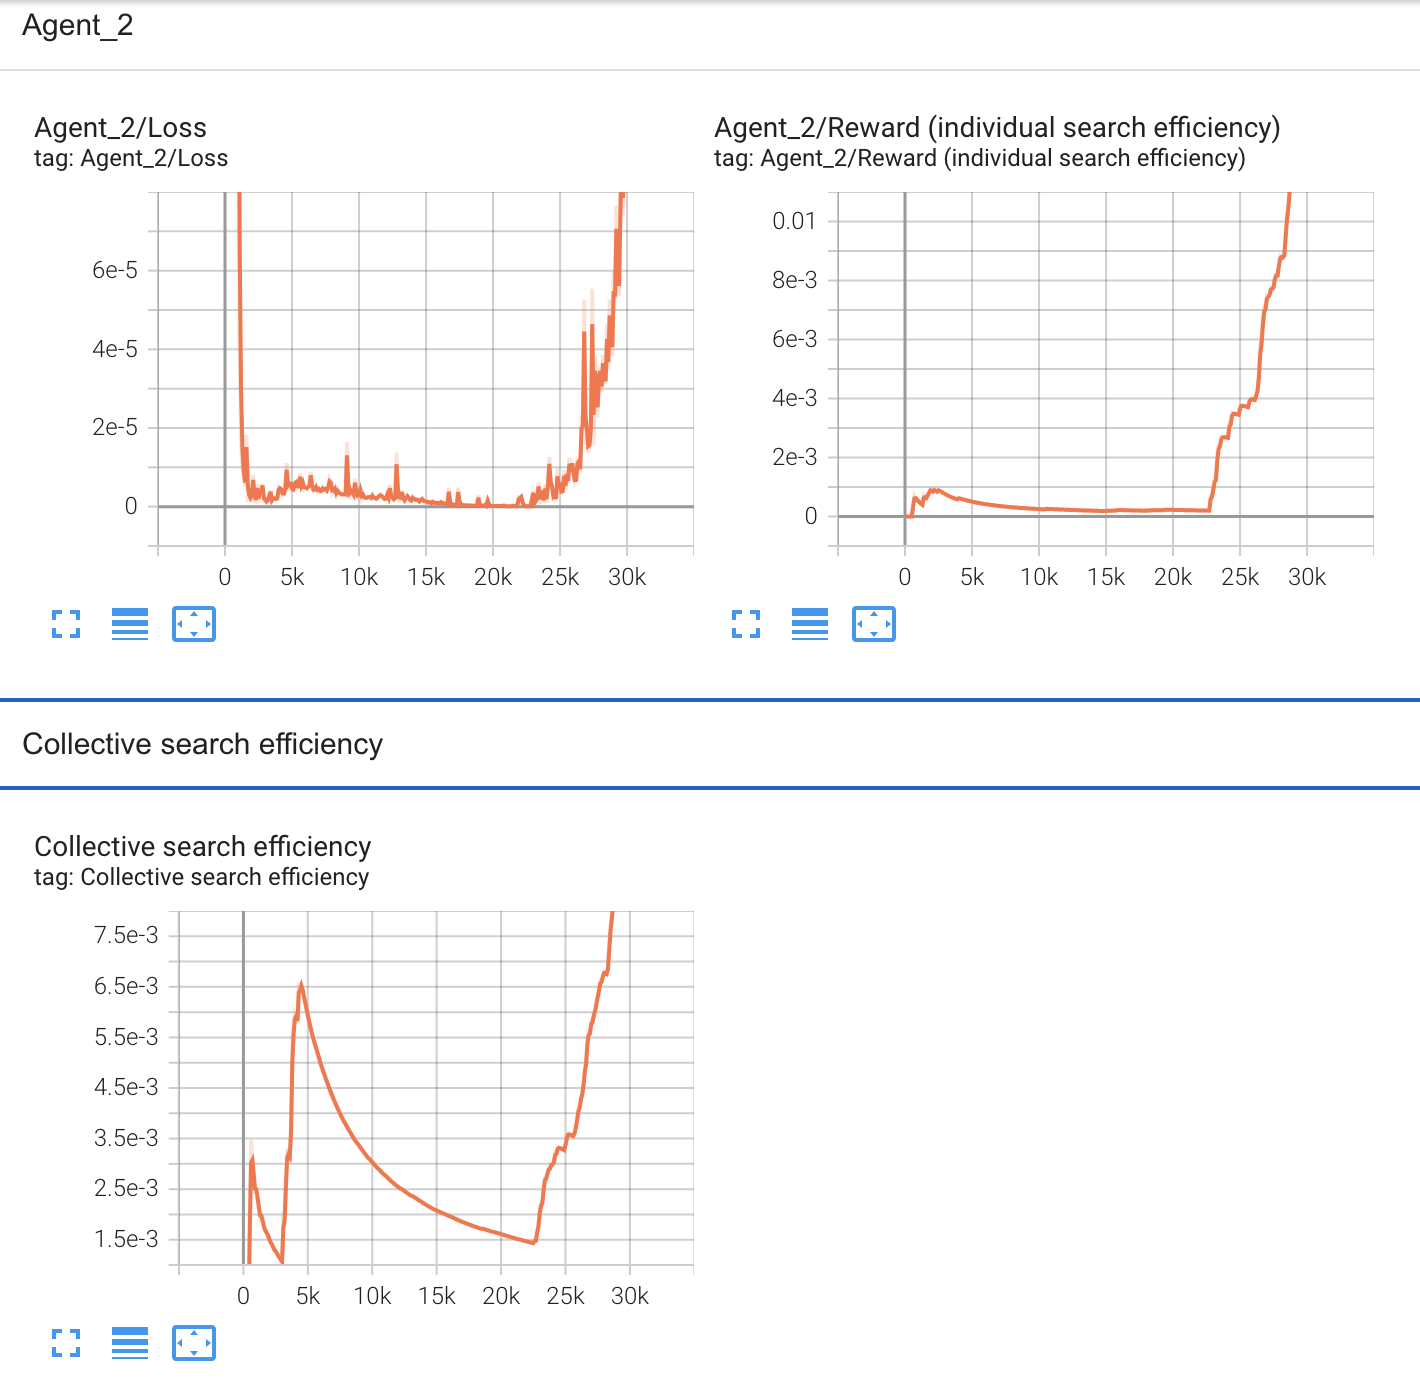 Agent_2
Agent_2/Loss
tag: Agent_2/Loss
6e-5
4e-5
2e-5
0
0 5k 10k 15k 20k 25k 30k
Agent_2/Reward (individual search efficiency)
tag: Agent_2/Reward (individual search efficiency)
0.01
8e-3
6e-3
4e-3
2e-3
0
0 5k 10k 15k 20k 25k 30k
Collective search efficiency
Collective search efficiency
tag: Collective search efficiency
7.5e-3
6.5e-3
5.5e-3
4.5e-3
3.5e-3
2.5e-3
1.5e-3
0 5k 10k 15k 20k 25k 30k